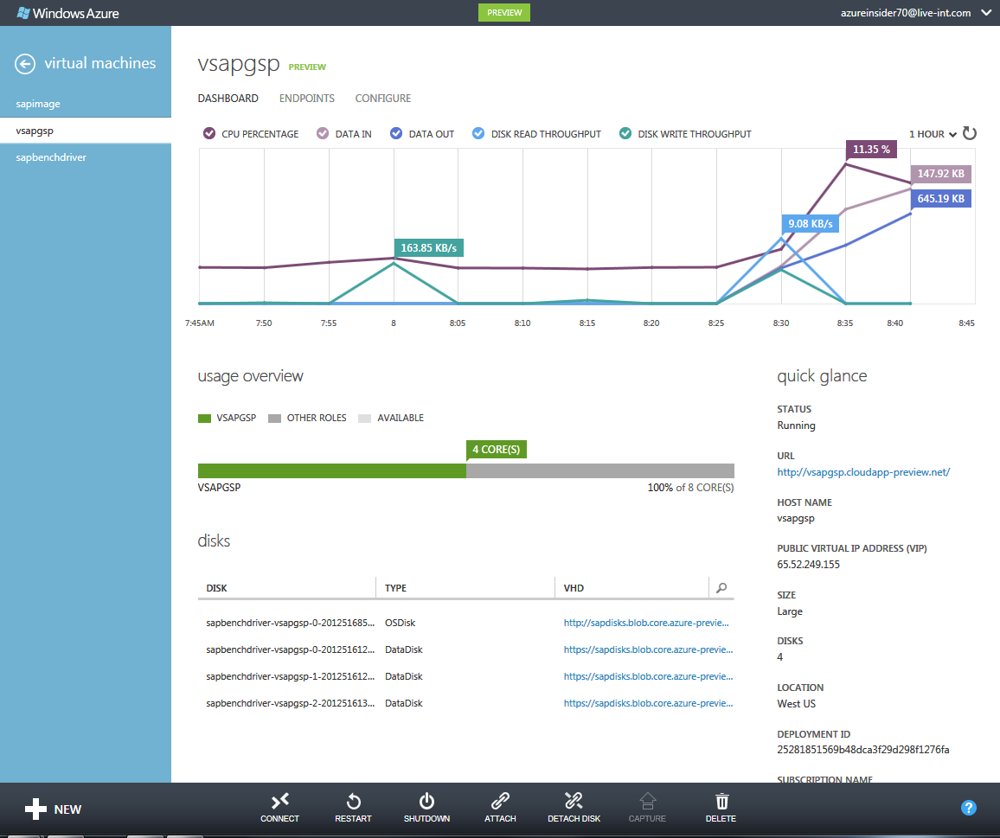 Windows Azure
PREVIEW
azureinsider70@live-int.com
virtual machines
sapimage
vsapgsp
sapbenchdriver
vsapgsp PREVIEW
DASHBOARD ENDPOINTS CONFIGURE
CPU PERCENTAGE DATA IN DATA OUT DISK READ THROUGHPUT DISK WRITE THROUGHPUT 1 HOUR
11.35 %
147.92 KB
645.19 KB
9.08 KB/s
163.85 KB/s
7:45AM 7:50 7:55 8 8:05 8:10 8:15 8:20 8:25 8:30 8:35 8:40 8:45
usage overview
VSAPGSP OTHER ROLES AVAILABLE
4 CORE(S)
VSAPGSP 100% of 8 CORE(S)
disks
DISK TYPE VHD
sapbenchdriver-vsapgsp-0-201251685... OSDisk http://sapdisks.blob.core.azure-previe...
sapbenchdriver-vsapgsp-0-201251612... DataDisk https://sapdisks.blob.core.azure-previe...
sapbenchdriver-vsapgsp-1-201251612... DataDisk https://sapdisks.blob.core.azure-previe...
sapbenchdriver-vsapgsp-2-201251613... DataDisk https://sapdisks.blob.core.azure-previe...
quick glance
STATUS
Running
URL
http://vsapgsp.cloudapp-preview.net/
HOST NAME
vsapgsp
PUBLIC VIRTUAL IP ADDRESS (VIP)
65.52.249.155
SIZE
Large
DISKS
4
LOCATION
West US
DEPLOYMENT ID
25281851569b48dca3f29d298f1276fa
SUBSCRIPTION NAME
NEW
CONNECT RESTART SHUTDOWN ATTACH DETACH DISK CAPTURE DELETE
?